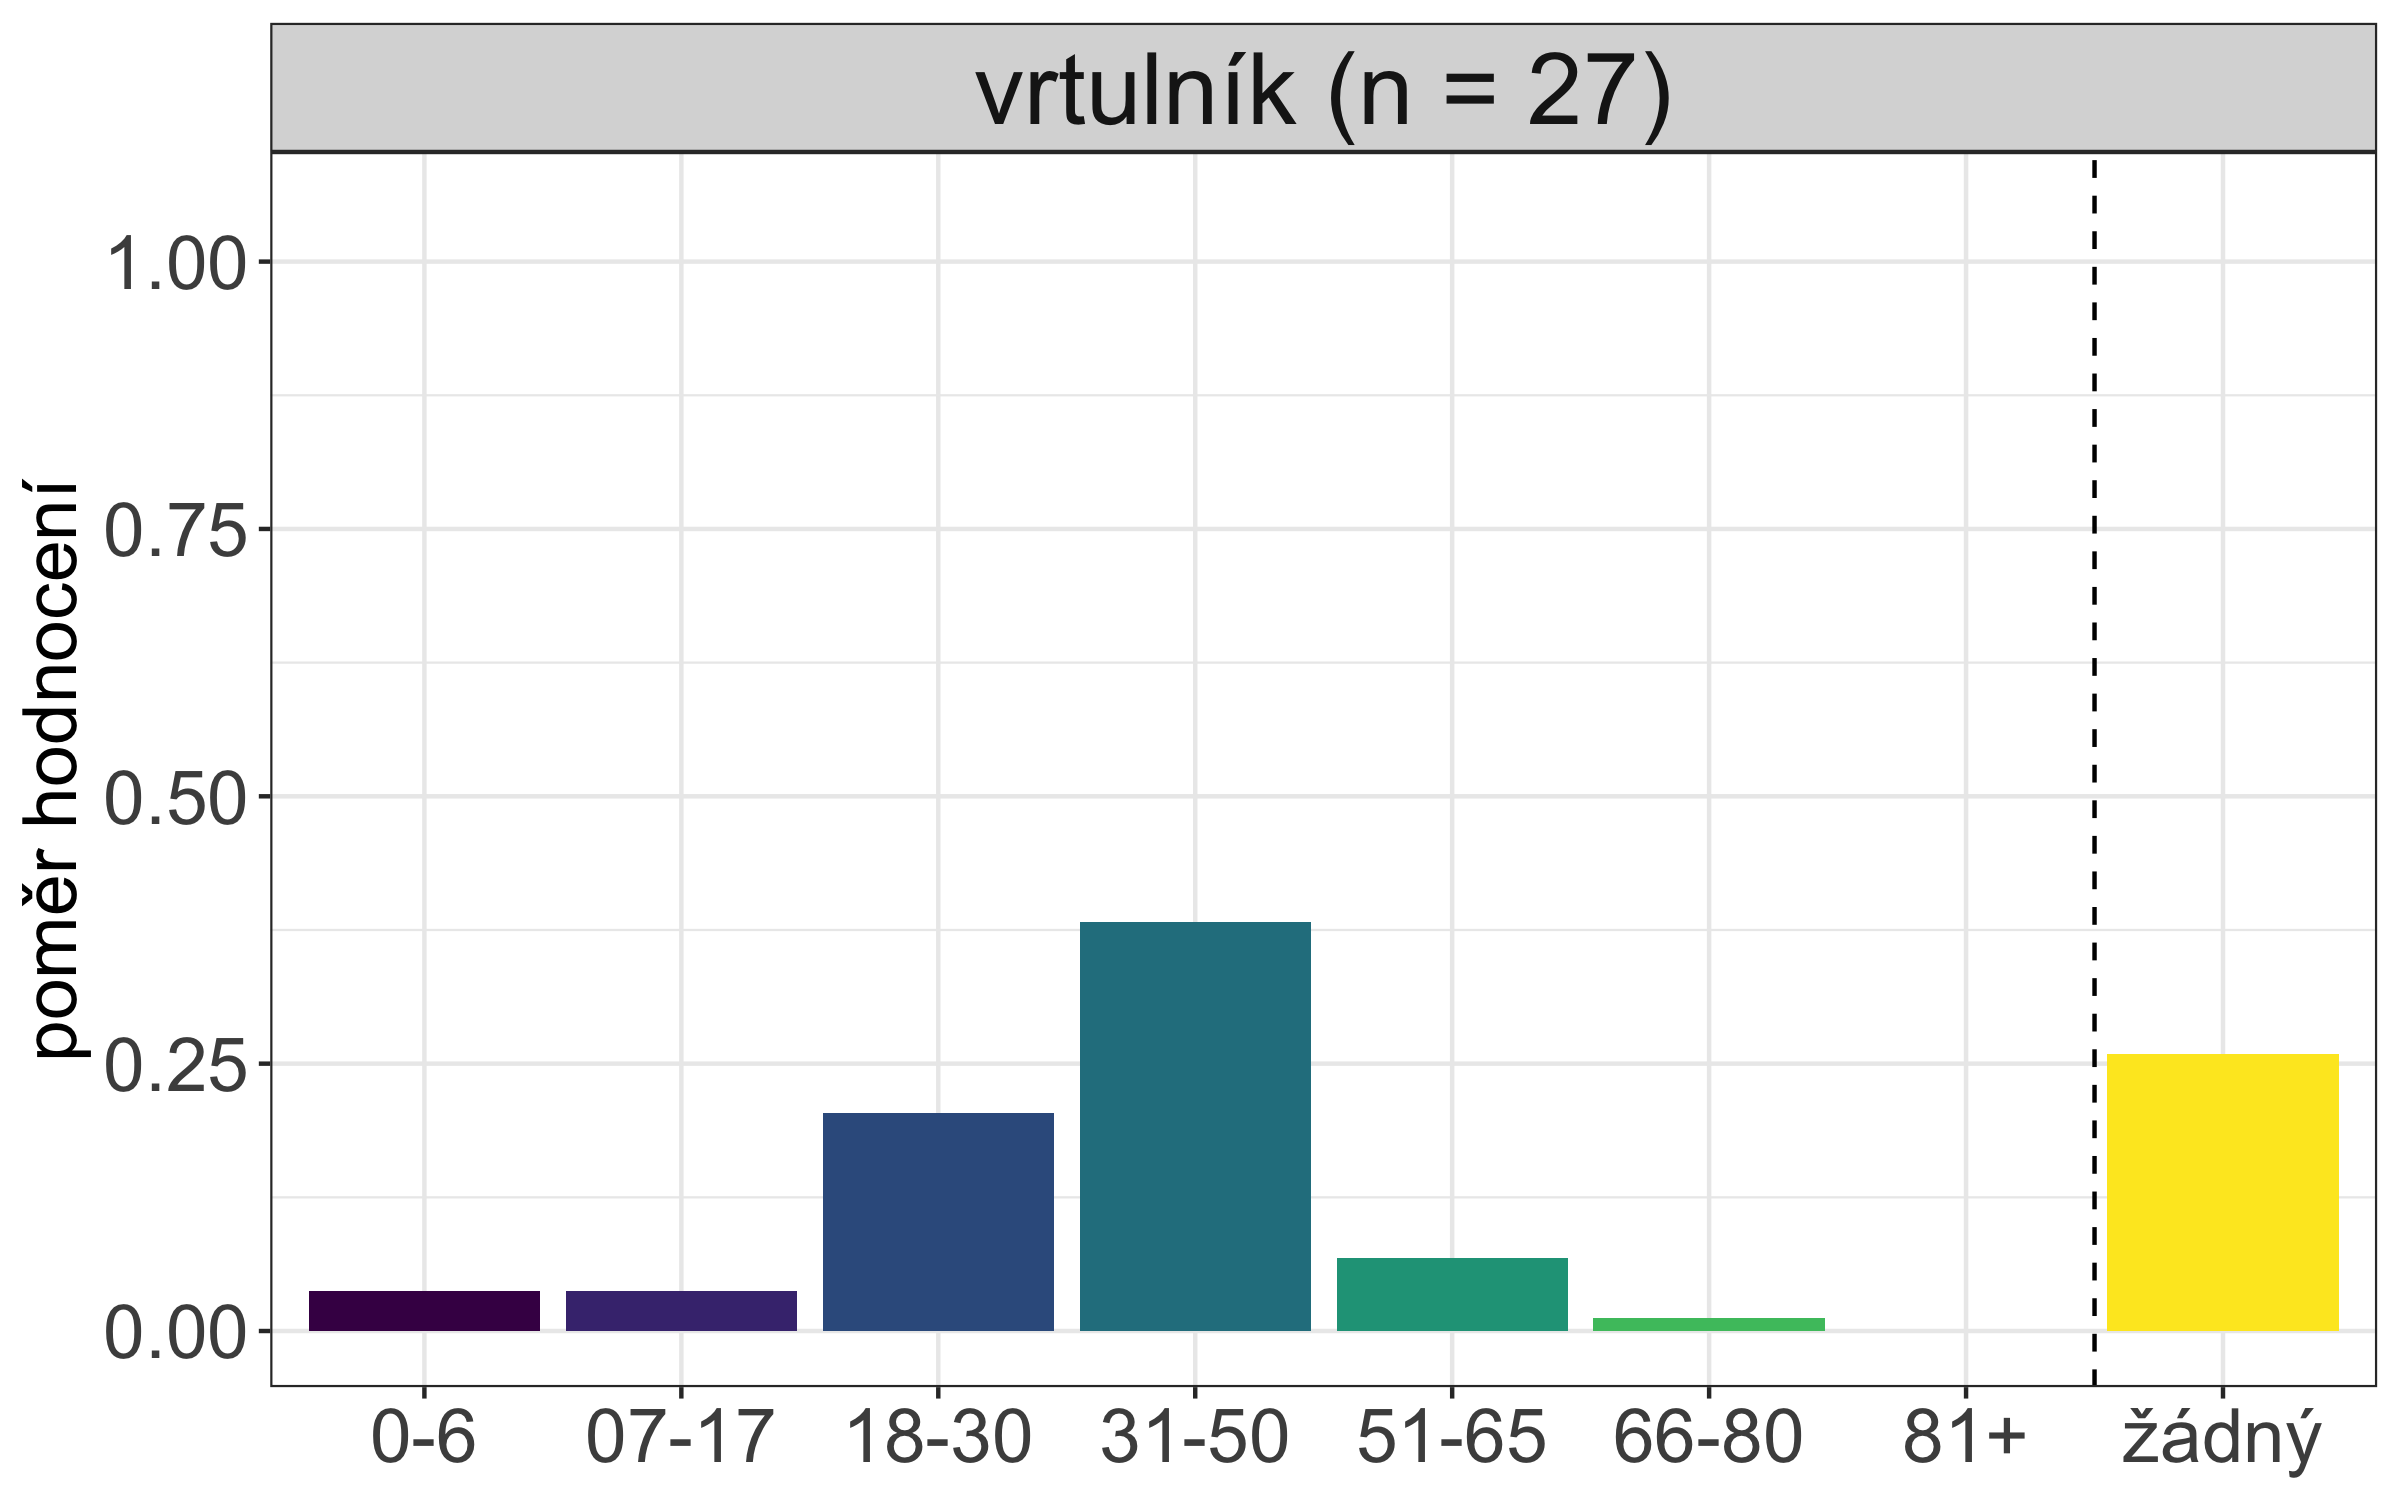 vrtulník (n = 27)
poměr hodnocení
1.00
0.75
0.50
0.25
0.00
0-6 07-17 18-30 31-50 51-65 66-80 81+ žádný